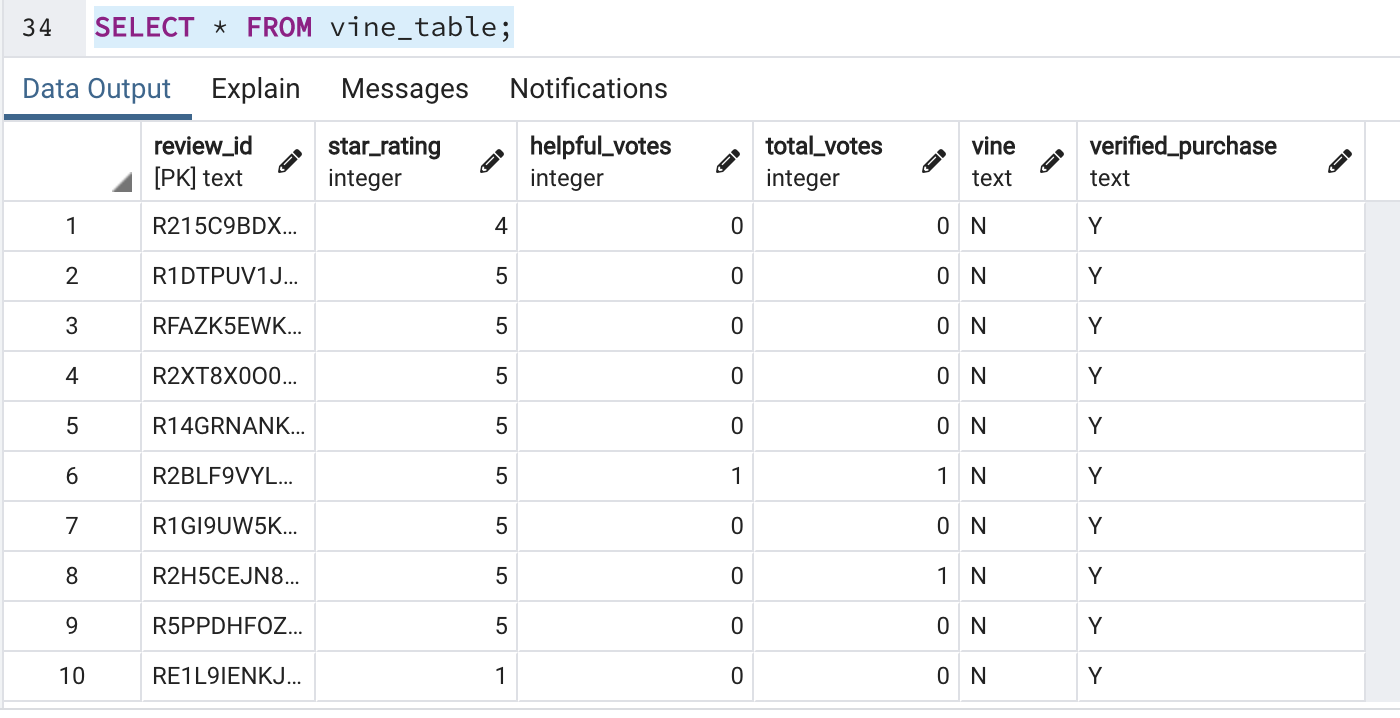 34 SELECT * FROM vine_table;
Data Output Explain Messages Notifications
review_id star_rating helpful_votes total_votes vine verified_purchase
[PK] text integer integer integer text text
1 R215C9BDX... 4 0 0 N Y
2 R1DTPUV1J... 5 0 0 N Y
3 RFAZK5EWK... 5 0 0 N Y
4 R2XT8X0O0... 5 0 0 N Y
5 R14GRNANK... 5 0 0 N Y
6 R2BLF9VYL... 5 1 1 N Y
7 R1GI9UW5K... 5 0 0 N Y
8 R2H5CEJN8... 5 0 1 N Y
9 R5PPDHFOZ... 5 0 0 N Y
10 RE1L9IENKJ... 1 0 0 N Y